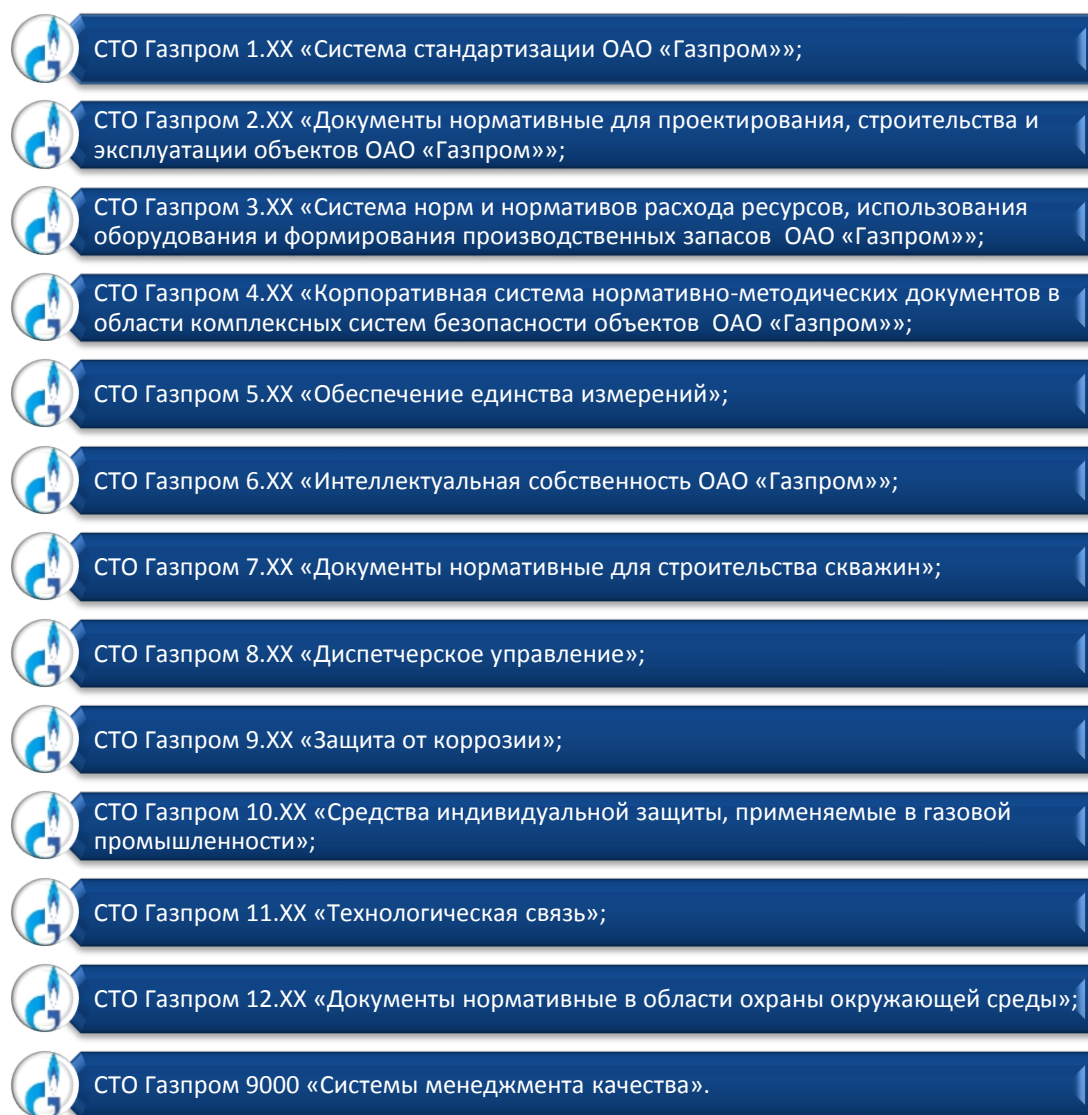 СТО Газпром 1.ХХ «Система стандартизации ОАО «Газпром»»;
СТО Газпром 2.ХХ «Документы нормативные для проектирования, строительства и
эксплуатации объектов ОАО «Газпром»»;
СТО Газпром 3.ХХ «Система норм и нормативов расхода ресурсов, использования
оборудования и формирования производственных запасов ОАО «Газпром»»;
СТО Газпром 4.ХХ «Корпоративная система нормативно-методических документов в
области комплексных систем безопасности объектов ОАО «Газпром»»;
СТО Газпром 5.ХХ «Обеспечение единства измерений»;
СТО Газпром 6.ХХ «Интеллектуальная собственность ОАО «Газпром»»;
СТО Газпром 7.ХХ «Документы нормативные для строительства скважин»;
СТО Газпром 8.ХХ «Диспетчерское управление»;
СТО Газпром 9.ХХ «Защита от коррозии»;
СТО Газпром 10.ХХ «Средства индивидуальной защиты, применяемые в газовой
промышленности»;
СТО Газпром 11.ХХ «Технологическая связь»;
СТО Газпром 12.ХХ «Документы нормативные в области охраны окружающей среды»;
СТО Газпром 9000 «Системы менеджмента качества».